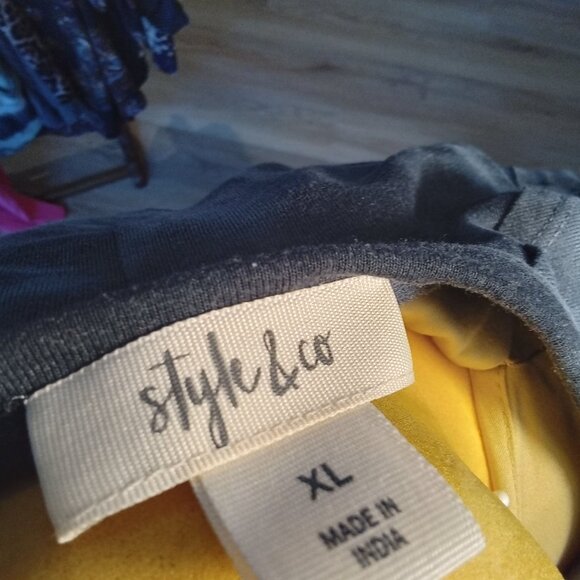 style & co
XL
MADE IN
INDIA